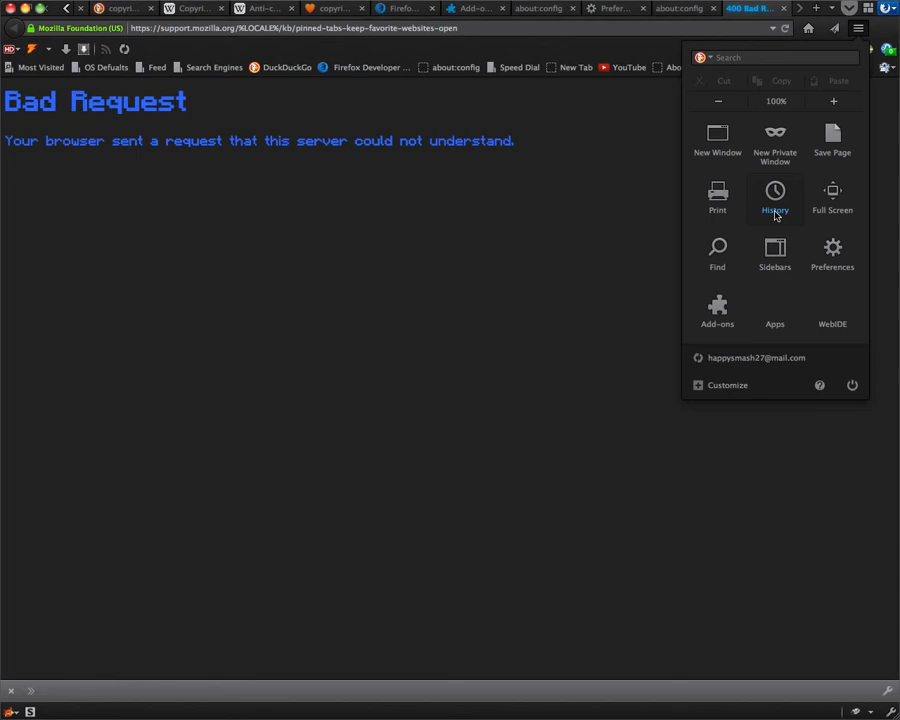 copyri... Copyri... Anti-c... copyri... Firefo... Add-o... about:config Prefer... about:config 400 Bad R...
Mozilla Foundation (US) https://support.mozilla.org/%LOCALE%/kb/pinned-tabs-keep-favorite-websites-open
HD
Most Visited OS Defualts Feed Search Engines DuckDuckGo Firefox Developer ... about:config Speed Dial New Tab YouTube Abo
Bad Request
Your browser sent a request that this server could not understand.
Search
Cut Copy Paste
− 100% +
New Window New Private Window Save Page
Print History Full Screen
Find Sidebars Preferences
Add-ons Apps WebIDE
happysmash27@mail.com
Customize
S